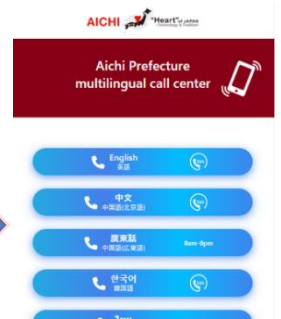 AICHI "Heart" of JAPAN
Aichi Prefecture
multilingual call center
English
英語
中文
中国語(北京語)
廣東話
中国語(広東語)
8am-8pm
한국어
韓国語